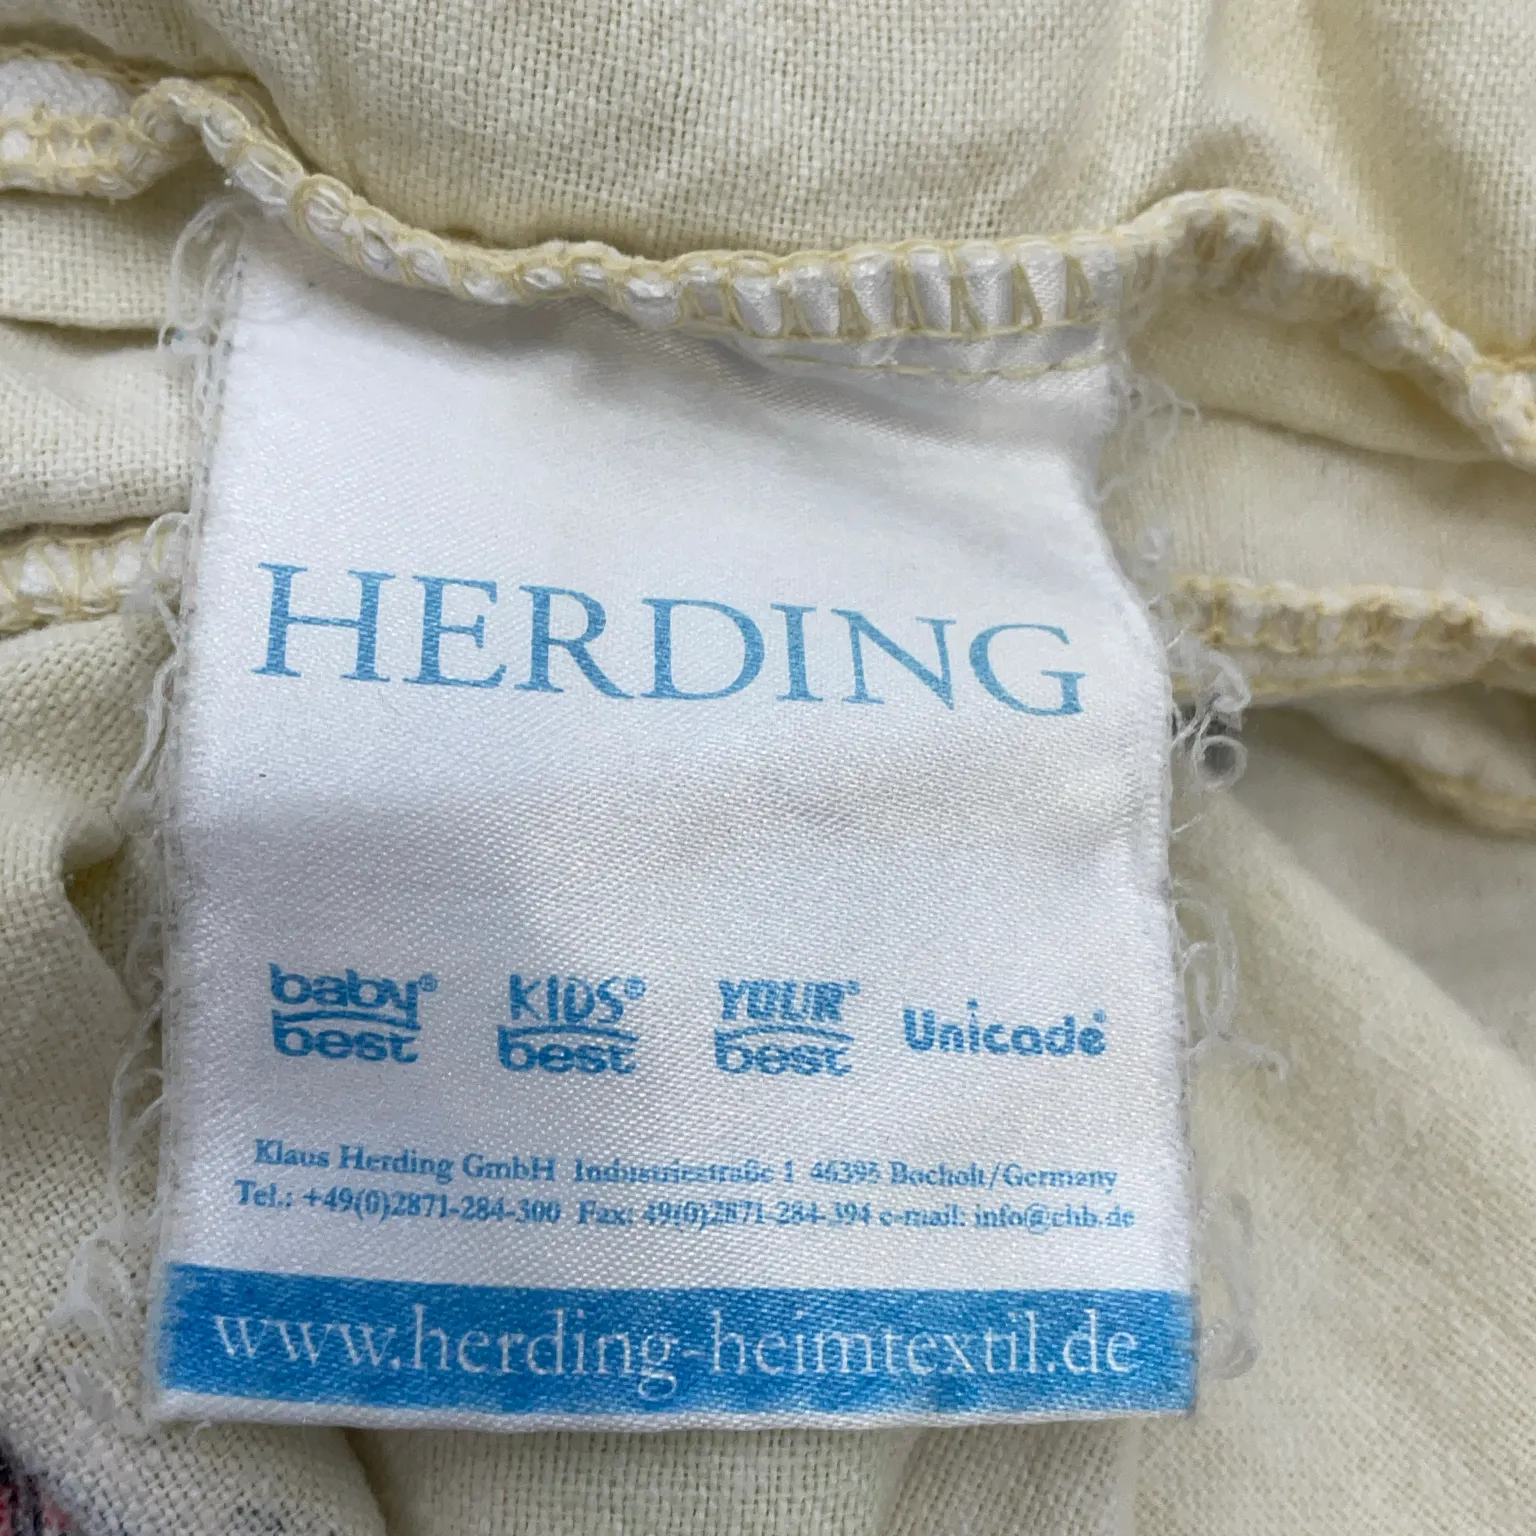 HERDING
baby® KIDS® YOUR® Unicade®
best best best
Klaus Herding GmbH Industriestraße 1 46395 Bocholt/Germany
Tel.: +49(0)2871-284-300 Fax: 49(0)2871-284-394 e-mail: info@chb.de
www.herding-heimtextil.de